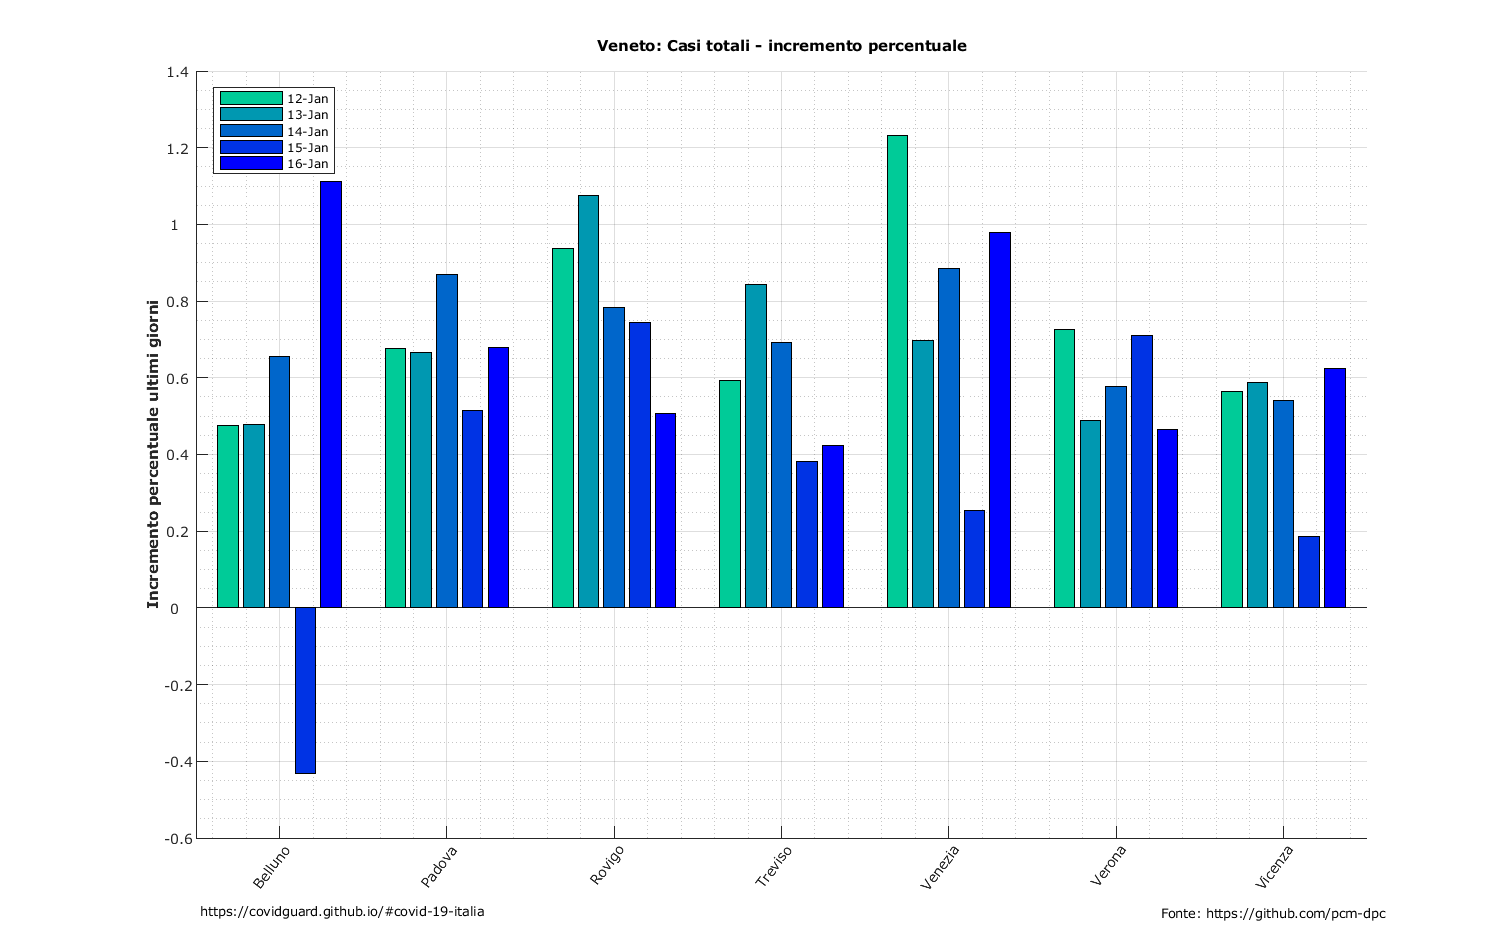 Veneto: Casi totali - incremento percentuale
12-Jan
13-Jan
14-Jan
15-Jan
16-Jan
Incremento percentuale ultimi giorni
1.4
1.2
1
0.8
0.6
0.4
0.2
0
-0.2
-0.4
-0.6
Belluno
Padova
Rovigo
Treviso
Venezia
Verona
Vicenza
https://covidguard.github.io/#covid-19-italia
Fonte: https://github.com/pcm-dpc